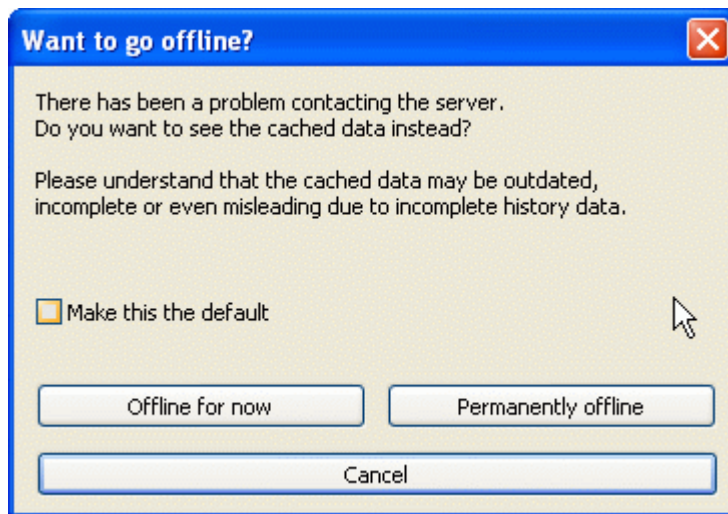 Want to go offline?
There has been a problem contacting the server.
Do you want to see the cached data instead?
Please understand that the cached data may be outdated,
incomplete or even misleading due to incomplete history data.
Make this the default
Offline for now
Permanently offline
Cancel